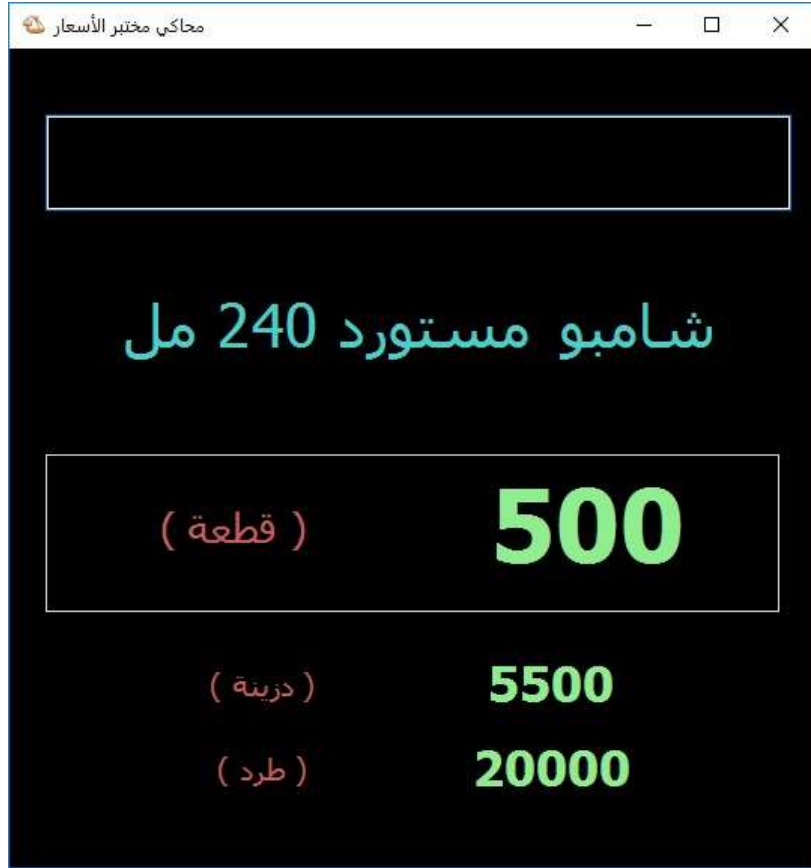 محاكي مختبر الأسعار
شامبو مستورد 240 مل
500 ( قطعة )
5500 ( دزينة )
20000 ( طرد )